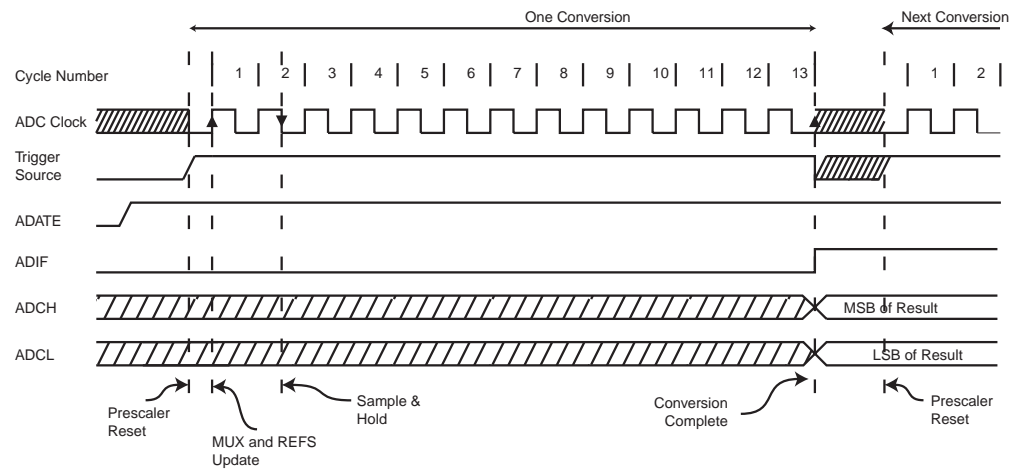 One Conversion
Next Conversion
Cycle Number
1 2 3 4 5 6 7 8 9 10 11 12 13 1 2
ADC Clock
Trigger
Source
ADATE
ADIF
ADCH
MSB of Result
ADCL
LSB of Result
Prescaler
Reset
MUX and REFS
Update
Sample &
Hold
Conversion
Complete
Prescaler
Reset